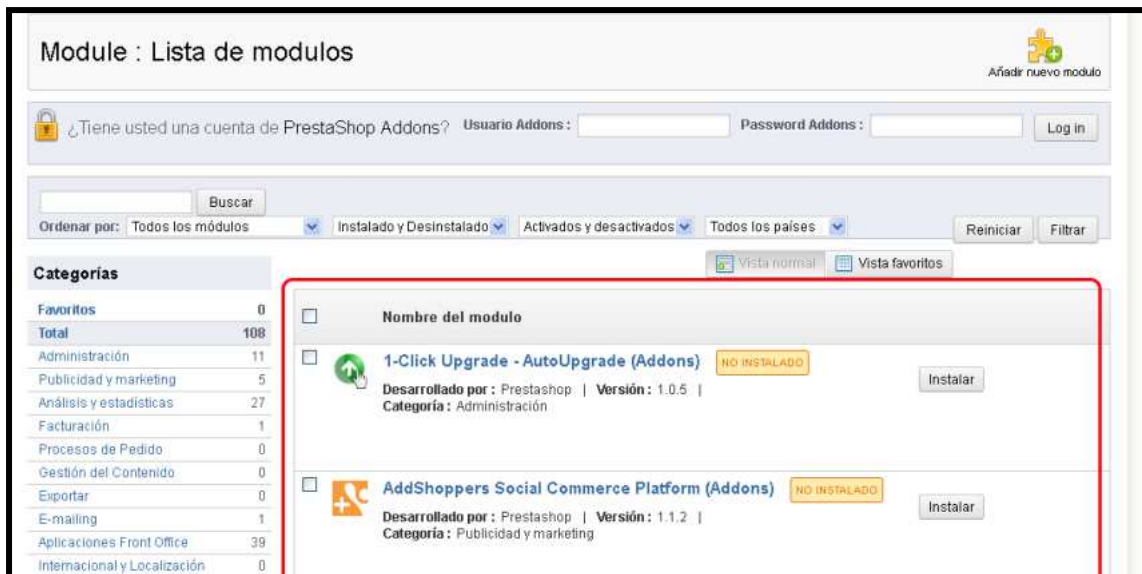 Module : Lista de modulos
Añadir nuevo modulo
¿Tiene usted una cuenta de PrestaShop Addons? Usuario Addons : Password Addons : Log in
Buscar
Ordenar por: Todos los módulos Instalado y Desinstalado Activados y desactivados Todos los países Reiniciar Filtrar
Vista normal Vista favoritos
Categorías
Favoritos 0
Total 108
Administración 11
Publicidad y marketing 5
Análisis y estadísticas 27
Facturación 1
Procesos de Pedido 0
Gestión del Contenido 0
Exportar 0
E-mailing 1
Aplicaciones Front Office 39
Internacional y Localización 0
Nombre del modulo
1-Click Upgrade - AutoUpgrade (Addons) NO INSTALADO
Desarrollado por : Prestashop | Versión : 1.0.5 |
Categoría : Administración
Instalar
AddShoppers Social Commerce Platform (Addons) NO INSTALADO
Desarrollado por : Prestashop | Versión : 1.1.2 |
Categoría : Publicidad y marketing
Instalar